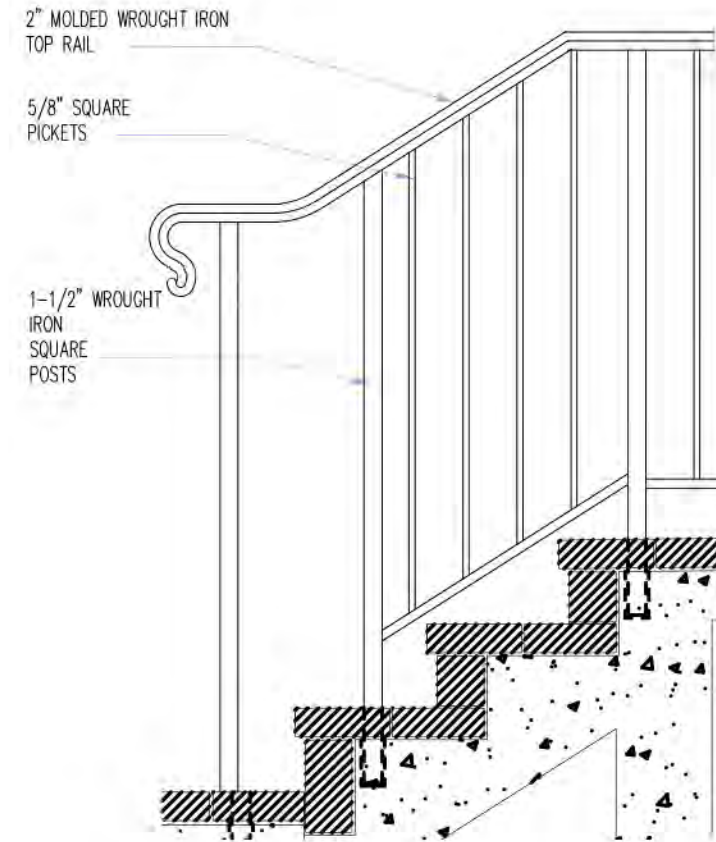 2" MOLDED WROUGHT IRON
TOP RAIL
5/8" SQUARE
PICKETS
1-1/2" WROUGHT
IRON
SQUARE
POSTS